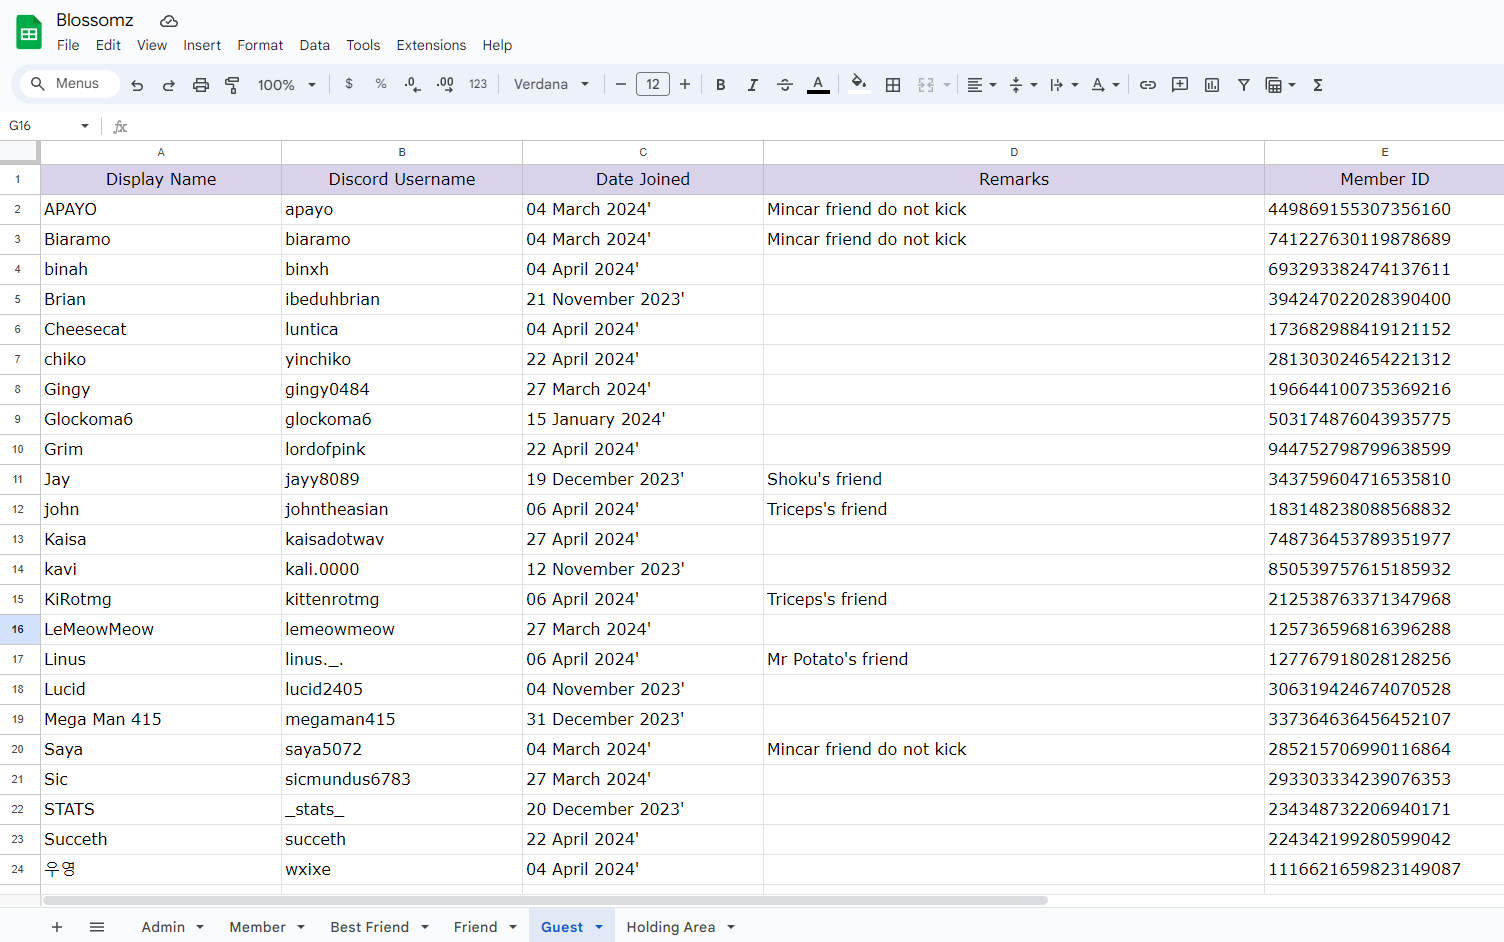 Blossomz
File Edit View Insert Format Data Tools Extensions Help
Menus 100% $ % .0 .00 123 Verdana 12 B I S A A Σ
G16 fx
A B C D E
1 Display Name Discord Username Date Joined Remarks Member ID
2 APAYO apayo 04 March 2024' Mincar friend do not kick 449869155307356160
3 Biaramo biaramo 04 March 2024' Mincar friend do not kick 741227630119878689
4 binah binxh 04 April 2024' 693293382474137611
5 Brian ibeduhbrian 21 November 2023' 394247022028390400
6 Cheesecat luntica 04 April 2024' 173682988419121152
7 chiko yinchiko 22 April 2024' 281303024654221312
8 Gingy gingy0484 27 March 2024' 196644100735369216
9 Glockoma6 glockoma6 15 January 2024' 503174876043935775
10 Grim lordofpink 22 April 2024' 944752798799638599
11 Jay jayy8089 19 December 2023' Shoku's friend 343759604716535810
12 john johntheasian 06 April 2024' Triceps's friend 183148238088568832
13 Kaisa kaisadotwav 27 April 2024' 748736453789351977
14 kavi kali.0000 12 November 2023' 850539757615185932
15 KiRotmg kittenrotmg 06 April 2024' Triceps's friend 212538763371347968
16 LeMeowMeow lemeowmeow 27 March 2024' 125736596816396288
17 Linus linus._. 06 April 2024' Mr Potato's friend 127767918028128256
18 Lucid lucid2405 04 November 2023' 306319424674070528
19 Mega Man 415 megaman415 31 December 2023' 337364636456452107
20 Saya saya5072 04 March 2024' Mincar friend do not kick 285215706990116864
21 Sic sicmundus6783 27 March 2024' 293303334239076353
22 STATS _stats_ 20 December 2023' 234348732206940171
23 Succeth succeth 22 April 2024' 224342199280599042
24 우영 wxixe 04 April 2024' 1116621659823149087
Admin Member Best Friend Friend Guest Holding Area